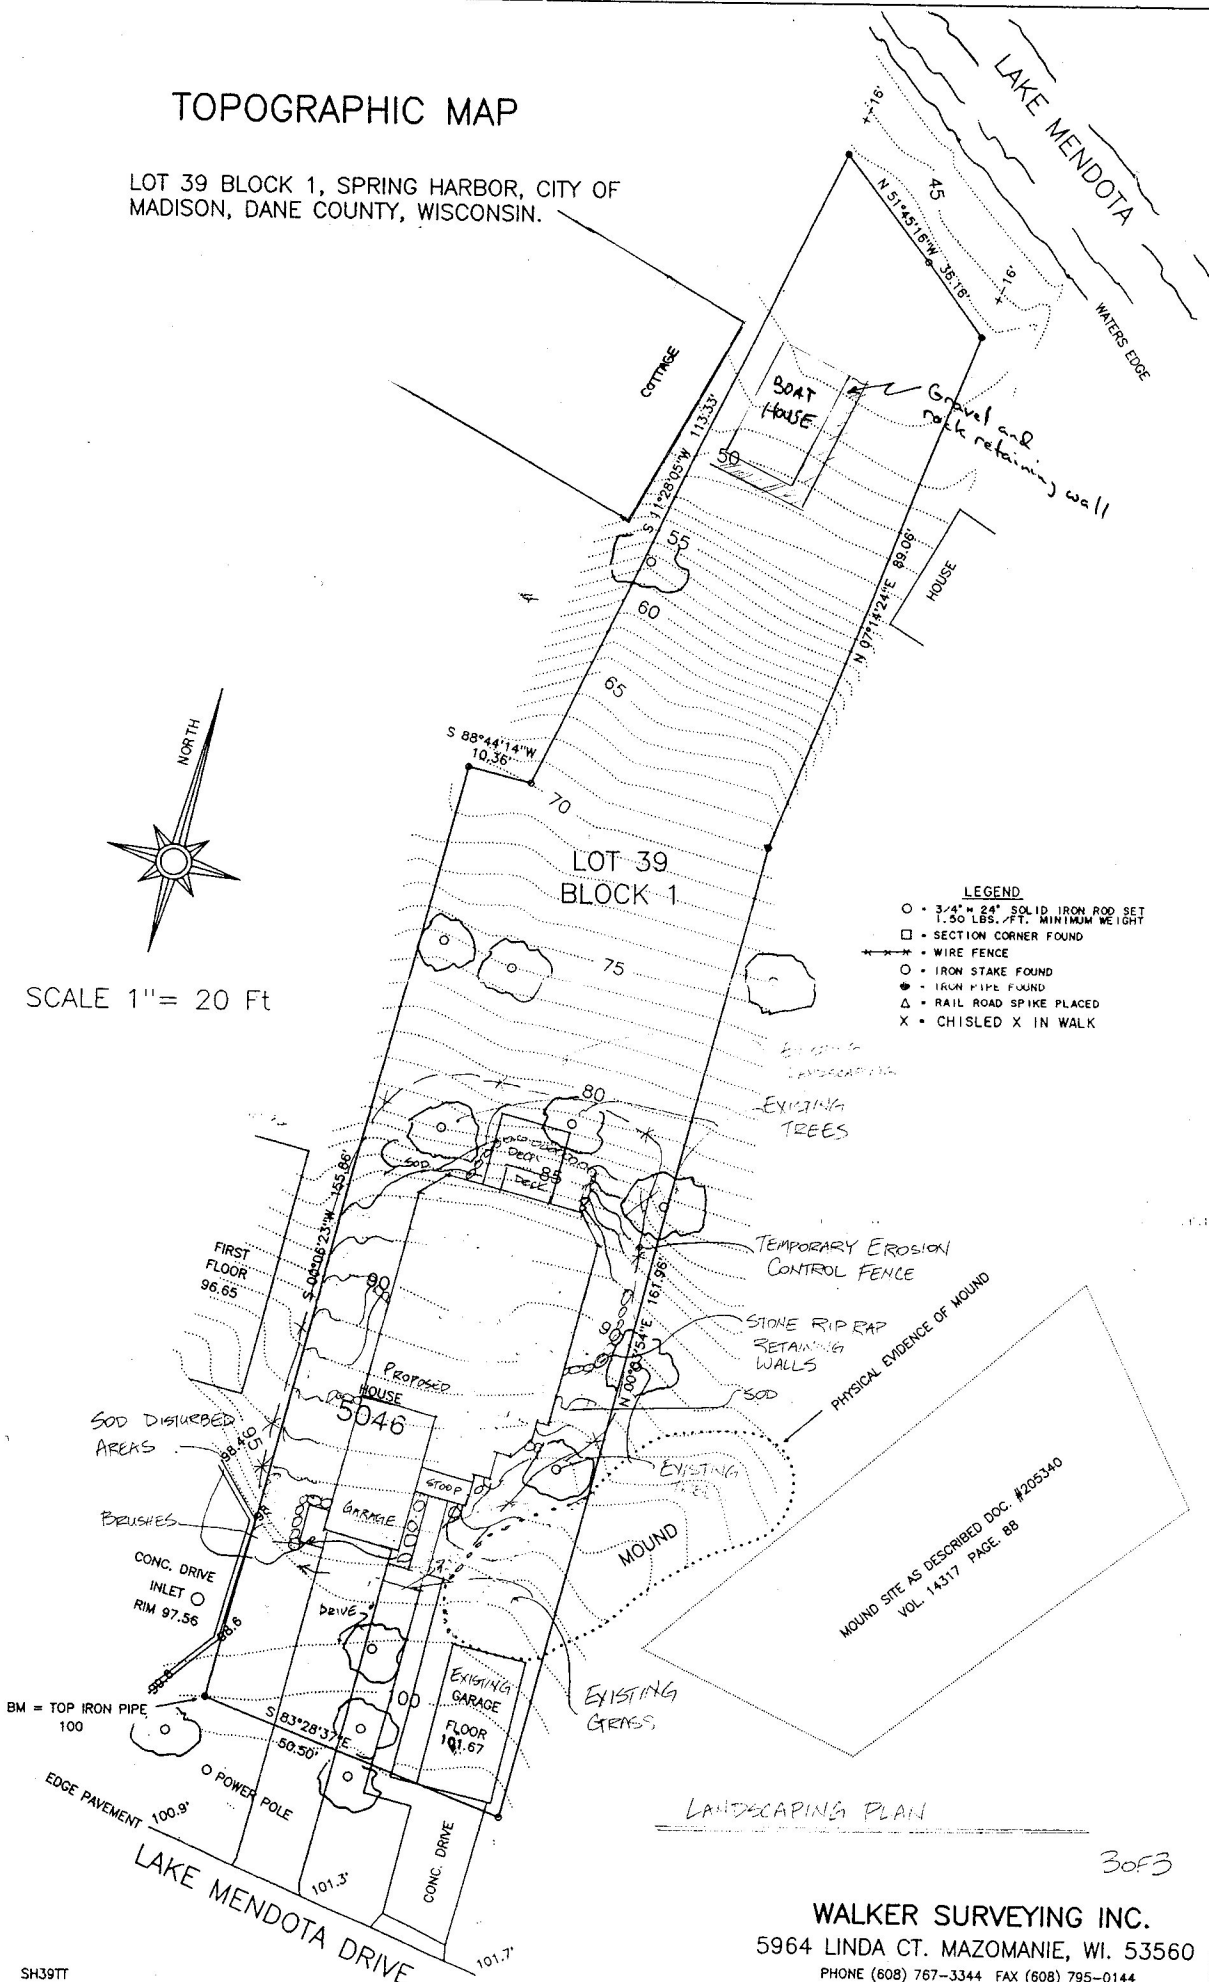 TOPOGRAPHIC MAP
LOT 39 BLOCK 1, SPRING HARBOR, CITY OF
MADISON, DANE COUNTY, WISCONSIN.
LAKE MENDOTA
16'
45
N 51°45'16"W 36.18'
16'
WATERS EDGE
COTTAGE
BOAT
HOUSE
Gravel and
rock retaining wall
50
S 11°28'05"W 113.33'
55
HOUSE
N 07°14'24"E 89.06'
60
65
NORTH
S 88°44'14"W
10.36'
70
LOT 39
BLOCK 1
LEGEND
3/4" x 24" SOLID IRON ROD SET
1.50 LBS./FT. MINIMUM WEIGHT
SECTION CORNER FOUND
WIRE FENCE
IRON STAKE FOUND
IRON PIPE FOUND
RAIL ROAD SPIKE PLACED
X - CHISLED X IN WALK
75
SCALE 1"= 20 Ft
EXISTING
LANDSCAPING
80
EXISTING
TREES
SOD
DECK
85
DECK
S 00°06'23"W 155.86'
FIRST
FLOOR
96.65
TEMPORARY EROSION
CONTROL FENCE
90
90
N 00°03'54"E 161.96'
STONE RIP RAP
RETAINING
WALLS
PHYSICAL EVIDENCE OF MOUND
PROPOSED
HOUSE
5046
SOD
SOD DISTURBED
AREAS
95
98.4
EXISTING
STOOP
BRUSHES
GARAGE
MOUND
MOUND SITE AS DESCRIBED DOC. #205340
VOL. 14317 PAGE. 88
CONC. DRIVE
INLET
RIM 97.56
98.6
DRIVE
99.8
BM = TOP IRON PIPE
100
100
EXISTING
GARAGE
FLOOR
101.67
EXISTING
GRASS
S 83°28'37"E
50.50'
POWER POLE
EDGE PAVEMENT 100.9'
LANDSCAPING PLAN
CONC. DRIVE
101.3'
3 OF 3
LAKE MENDOTA DRIVE
101.7'
WALKER SURVEYING INC.
5964 LINDA CT. MAZOMANIE, WI. 53560
PHONE (608) 767-3344 FAX (608) 795-0144
SH39TT